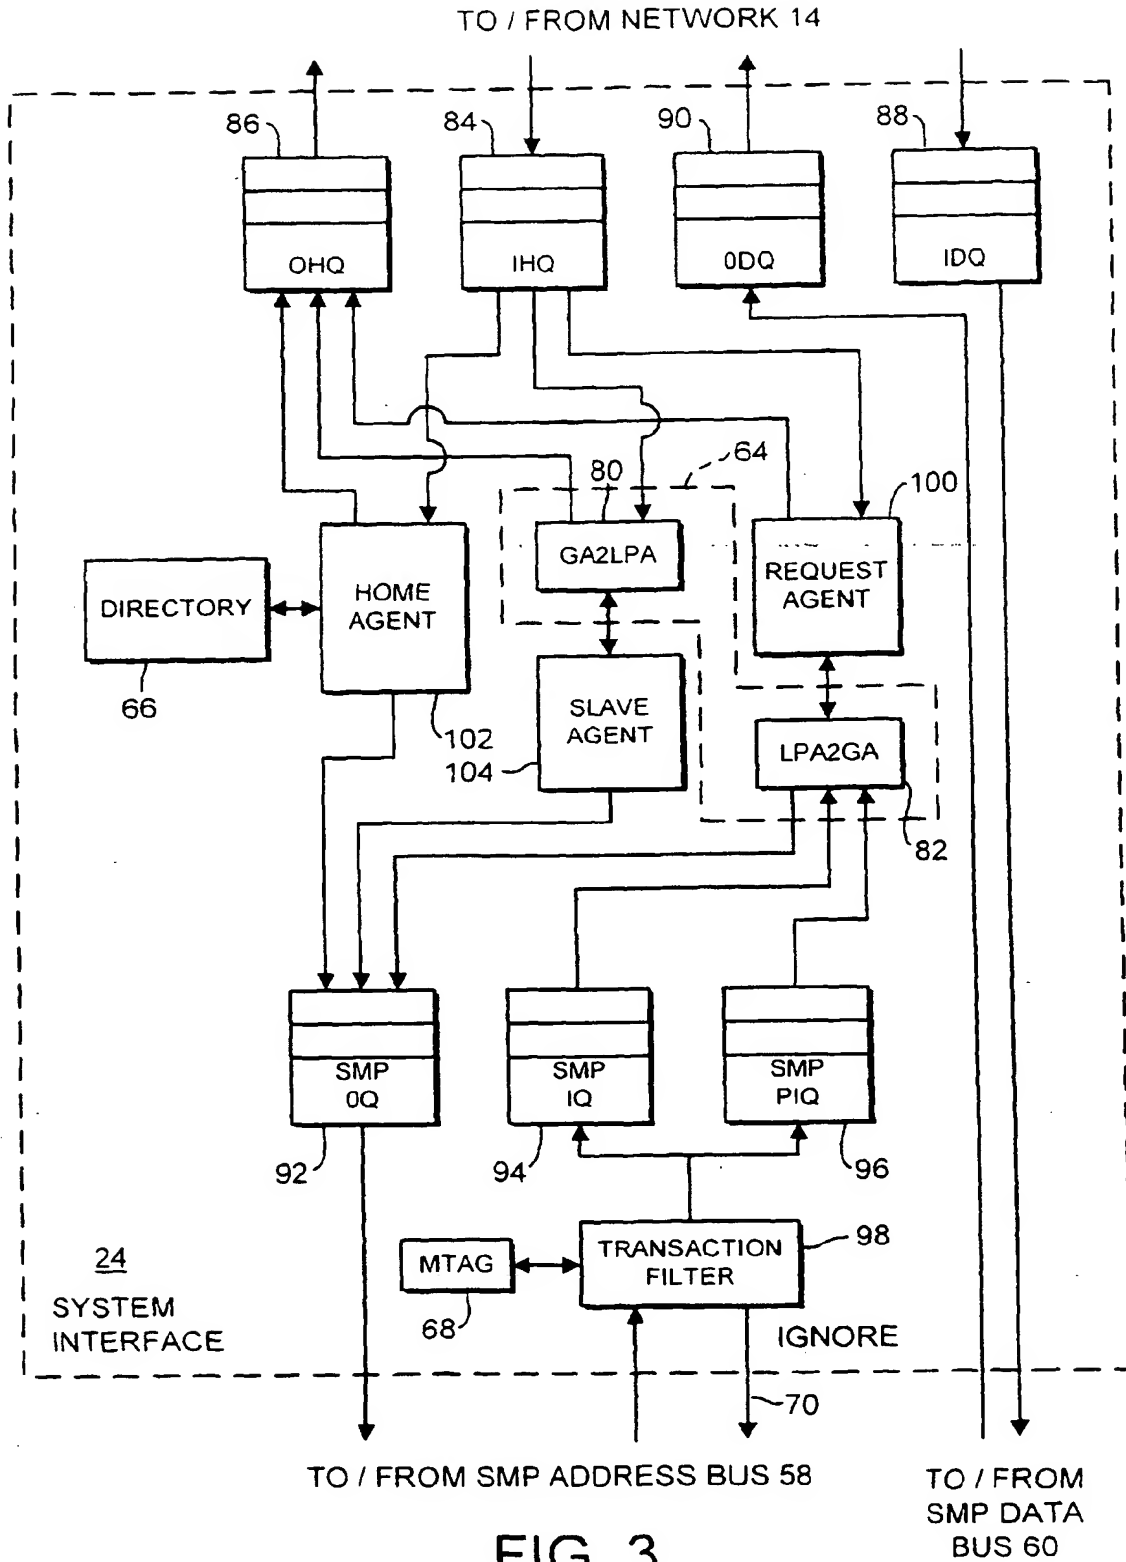 TO / FROM NETWORK 14
86
84
90
88
OHQ
IHQ
0DQ
IDQ
64
80
100
GA2LPA
REQUEST
AGENT
DIRECTORY
HOME
AGENT
66
102
SLAVE
AGENT
104
LPA2GA
82
SMP
0Q
SMP
IQ
SMP
PIQ
92
94
96
MTAG
68
TRANSACTION
FILTER
98
24
SYSTEM
INTERFACE
IGNORE
70
TO / FROM SMP ADDRESS BUS 58
TO / FROM
SMP DATA
BUS 60
FIG. 3